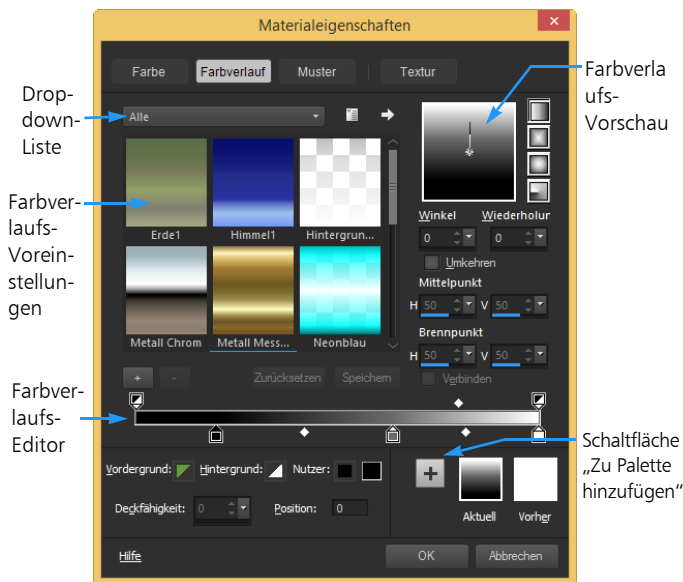 Materialeigenschaften
Farbe Farbverlauf Muster Textur
Drop-
down-
Liste
Alle
Farbverla
ufs-
Vorschau
Farbver-
laufs-
Vorein-
stellun-
gen
Erde1 Himmel1 Hintergrun...
Metall Chrom Metall Mess... Neonblau
Winkel Wiederholur
0 0
Umkehren
Mittelpunkt
H 50 V 50
Brennpunkt
H 50 V 50
Verbinden
+ - Zurücksetzen Speichern
Farbver-
laufs-
Editor
Vordergrund: Hintergrund: Nutzer:
Deckfähigkeit: 0 Position: 0
+
Aktuell Vorher
Schaltfläche
„Zu Palette
hinzufügen“
Hilfe OK Abbrechen